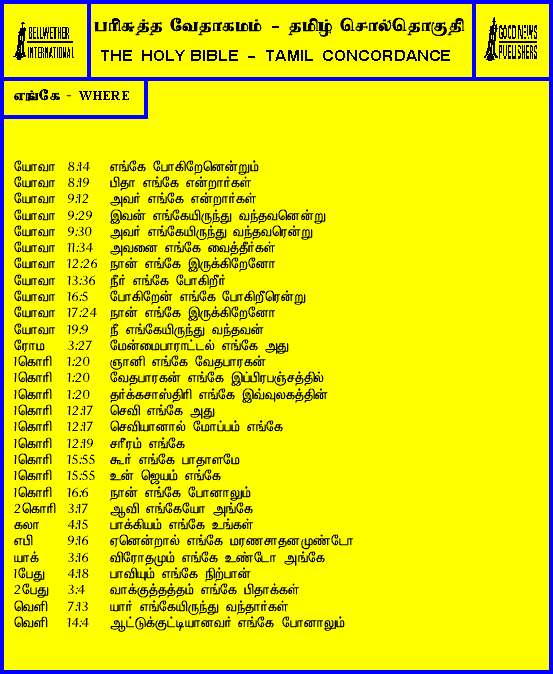 BELLWETHER
INTERNATIONAL
பரிசுத்த வேதாகமம் - தமிழ் சொல்தொகுதி
THE HOLY BIBLE - TAMIL CONCORDANCE
GOOD NEWS
PUBLISHERS
எங்கே - WHERE
யோவா 8:14 எங்கே போகிறேனென்றும்
யோவா 8:19 பிதா எங்கே என்றார்கள்
யோவா 9:12 அவர் எங்கே என்றார்கள்
யோவா 9:29 இவன் எங்கேயிருந்து வந்தவனென்று
யோவா 9:30 அவர் எங்கேயிருந்து வந்தவரென்று
யோவா 11:34 அவனை எங்கே வைத்தீர்கள்
யோவா 12:26 நான் எங்கே இருக்கிறேனோ
யோவா 13:36 நீர் எங்கே போகிறீர்
யோவா 16:5 போகிறேன் எங்கே போகிறீரென்று
யோவா 17:24 நான் எங்கே இருக்கிறேனோ
யோவா 19:9 நீ எங்கேயிருந்து வந்தவன்
ரோம 3:27 மேன்மைபாராட்டல் எங்கே அது
1கொரி 1:20 ஞானி எங்கே வேதபாரகன்
1கொரி 1:20 வேதபாரகன் எங்கே இப்பிரபஞ்சத்தில்
1கொரி 1:20 தர்க்கசாஸ்திரி எங்கே இவ்வுலகத்தின்
1கொரி 12:17 செவி எங்கே அது
1கொரி 12:17 செவியானால் மோப்பம் எங்கே
1கொரி 12:19 சரீரம் எங்கே
1கொரி 15:55 கூர் எங்கே பாதாளமே
1கொரி 15:55 உன் ஜெயம் எங்கே
1கொரி 16:6 நான் எங்கே போனாலும்
2கொரி 3:17 ஆவி எங்கேயோ அங்கே
கலா 4:15 பாக்கியம் எங்கே உங்கள்
எபி 9:16 ஏனென்றால் எங்கே மரணசாதனமுண்டோ
யாக் 3:16 விரோதமும் எங்கே உண்டோ அங்கே
1பேது 4:18 பாவியும் எங்கே நிற்பான்
2பேது 3:4 வாக்குத்தத்தம் எங்கே பிதாக்கள்
வெளி 7:13 யார் எங்கேயிருந்து வந்தார்கள்
வெளி 14:4 ஆட்டுக்குட்டியானவர் எங்கே போனாலும்